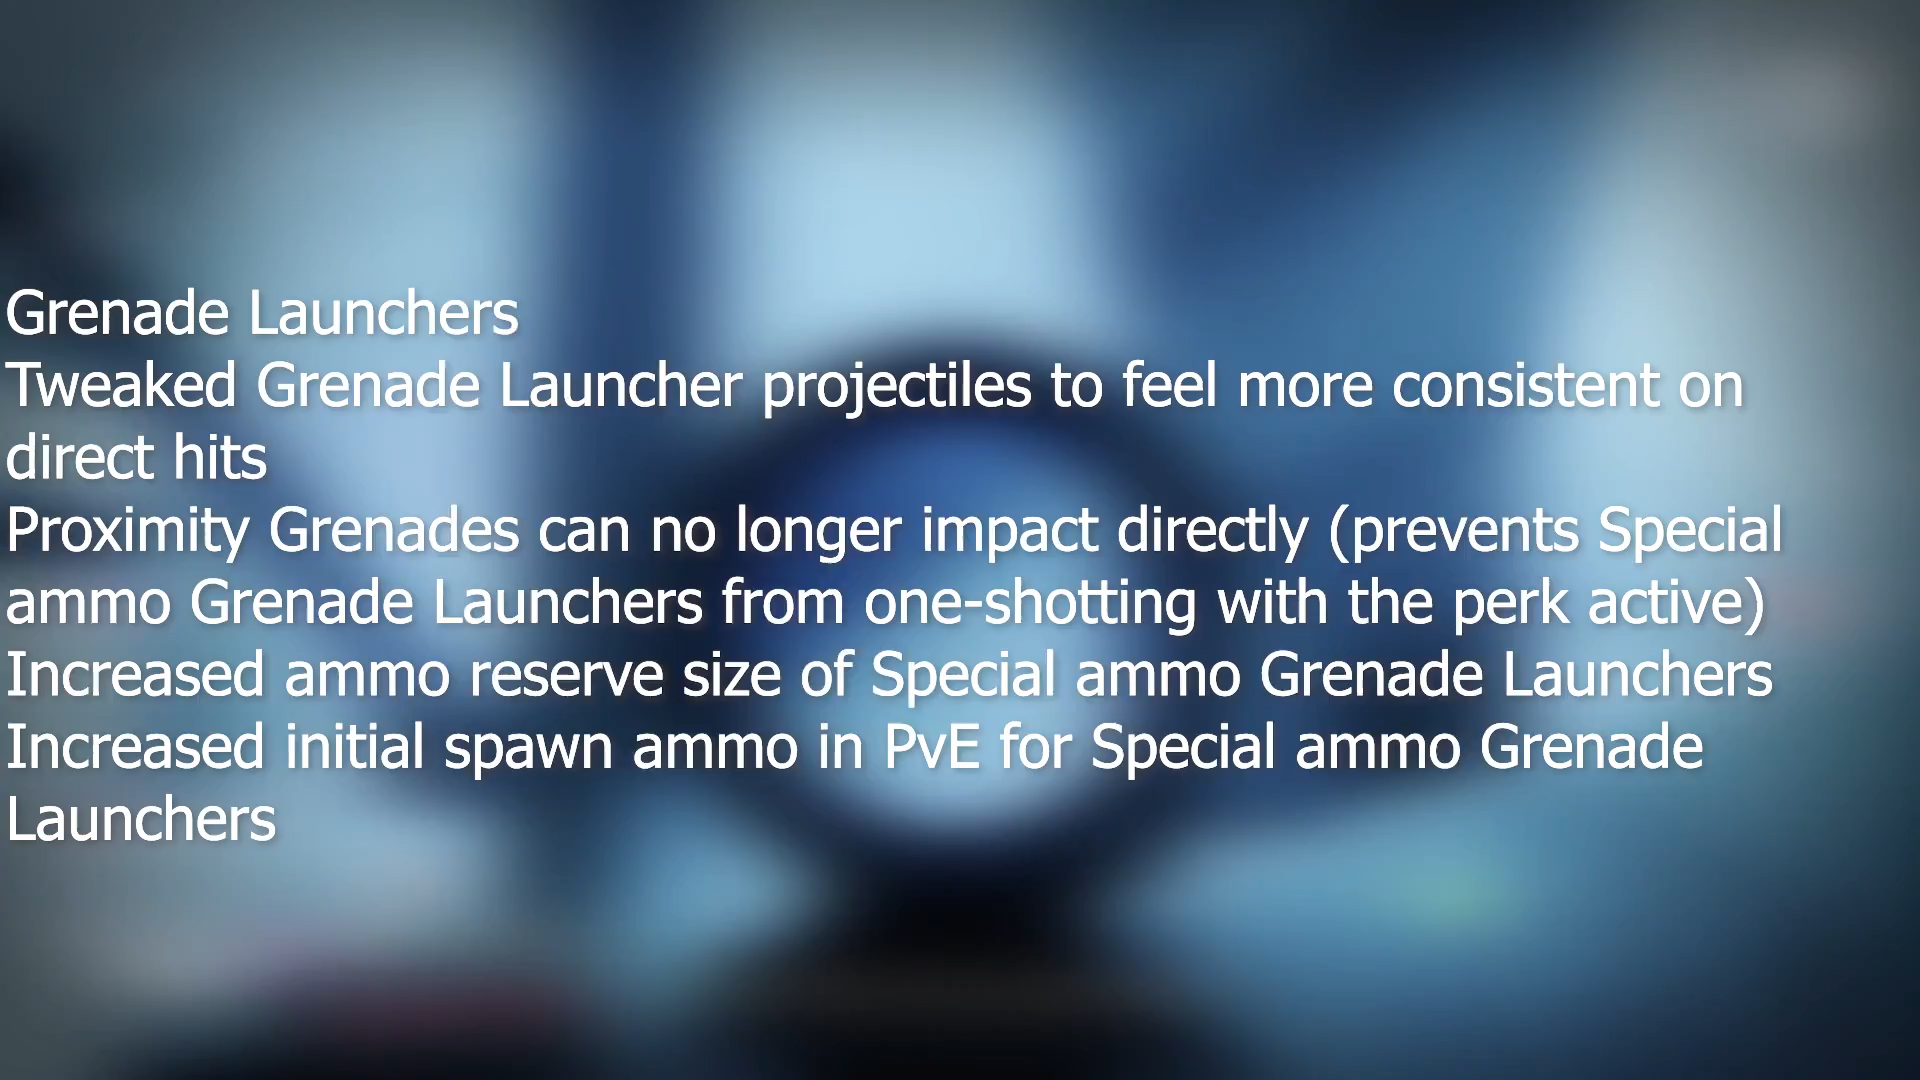 Grenade Launchers
Tweaked Grenade Launcher projectiles to feel more consistent on
direct hits
Proximity Grenades can no longer impact directly (prevents Special
ammo Grenade Launchers from one-shotting with the perk active)
Increased ammo reserve size of Special ammo Grenade Launchers
Increased initial spawn ammo in PvE for Special ammo Grenade
Launchers